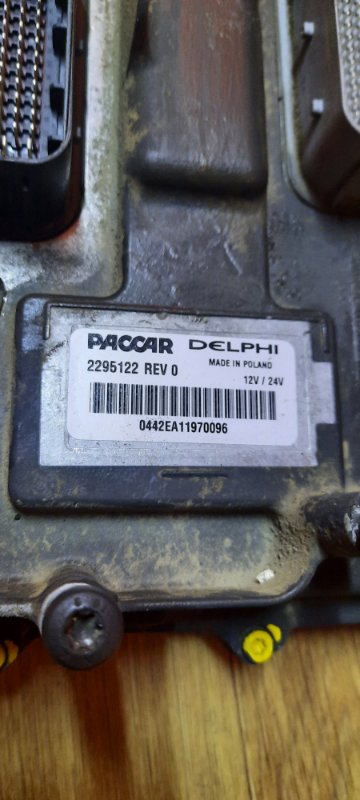 PACCAR DELPHI
2295122 REV 0 MADE IN POLAND
12V / 24V
0442EA11970096